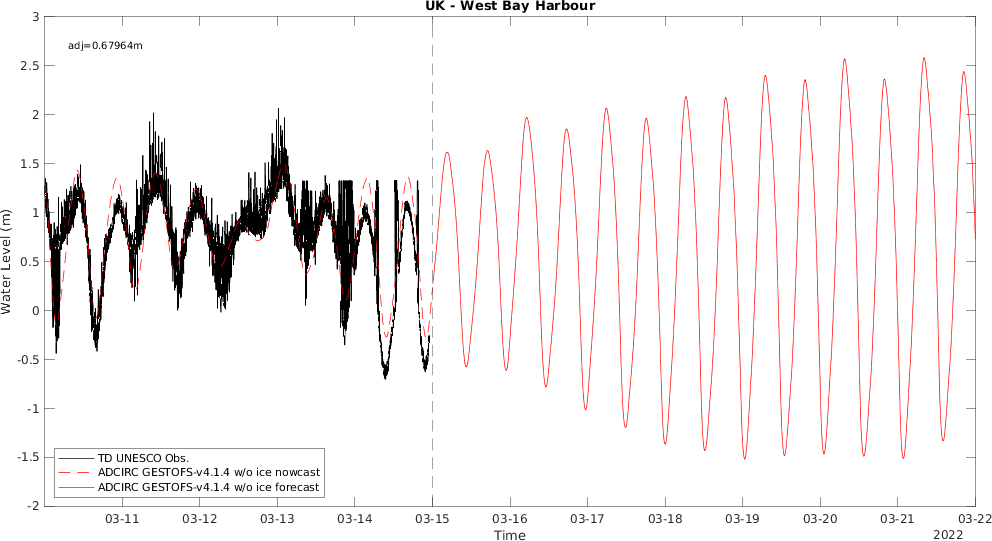 UK - West Bay Harbour
adj=0.67964m
Water Level (m)
3
2.5
2
1.5
1
0.5
0
-0.5
-1
-1.5
-2
TD UNESCO Obs.
ADCIRC GESTOFS-v4.1.4 w/o ice nowcast
ADCIRC GESTOFS-v4.1.4 w/o ice forecast
03-11 03-12 03-13 03-14 03-15 03-16 03-17 03-18 03-19 03-20 03-21 03-22
Time
2022